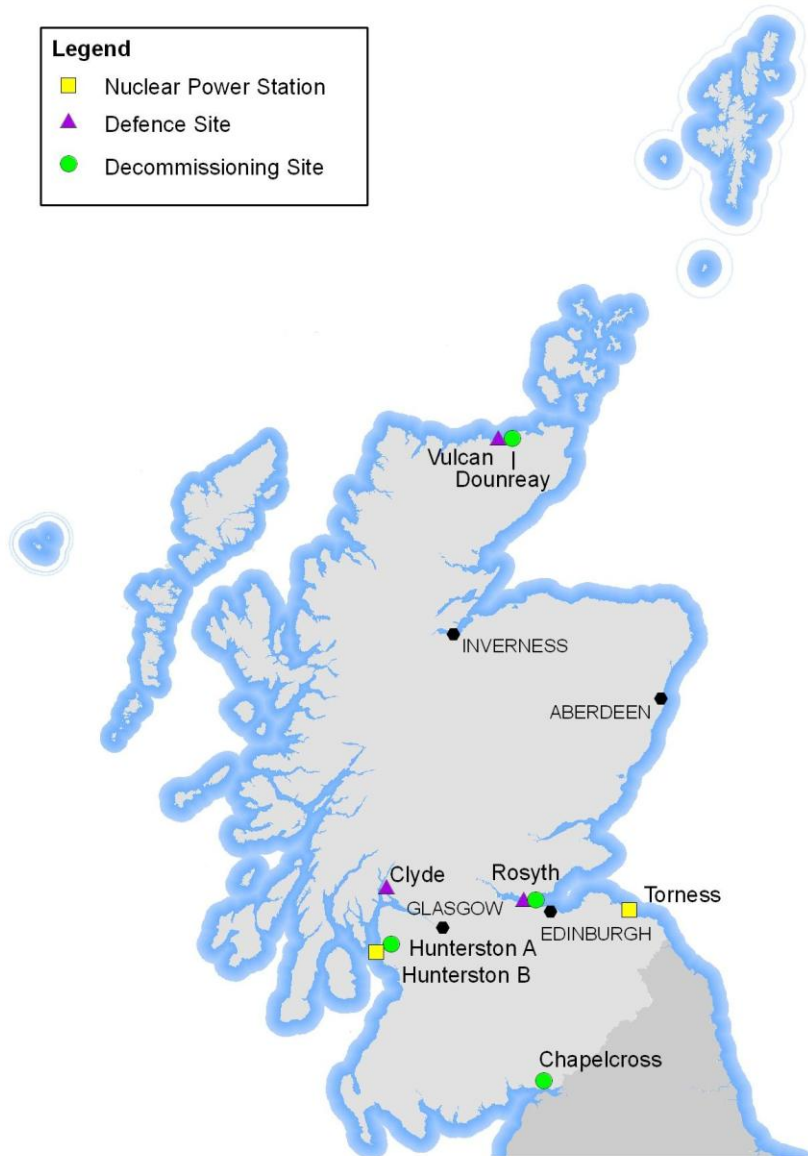 Legend
Nuclear Power Station
Defence Site
Decommissioning Site
Vulcan
Dounreay
INVERNESS
ABERDEEN
Clyde
Rosyth
Torness
GLASGOW
EDINBURGH
Hunterston A
Hunterston B
Chapelcross